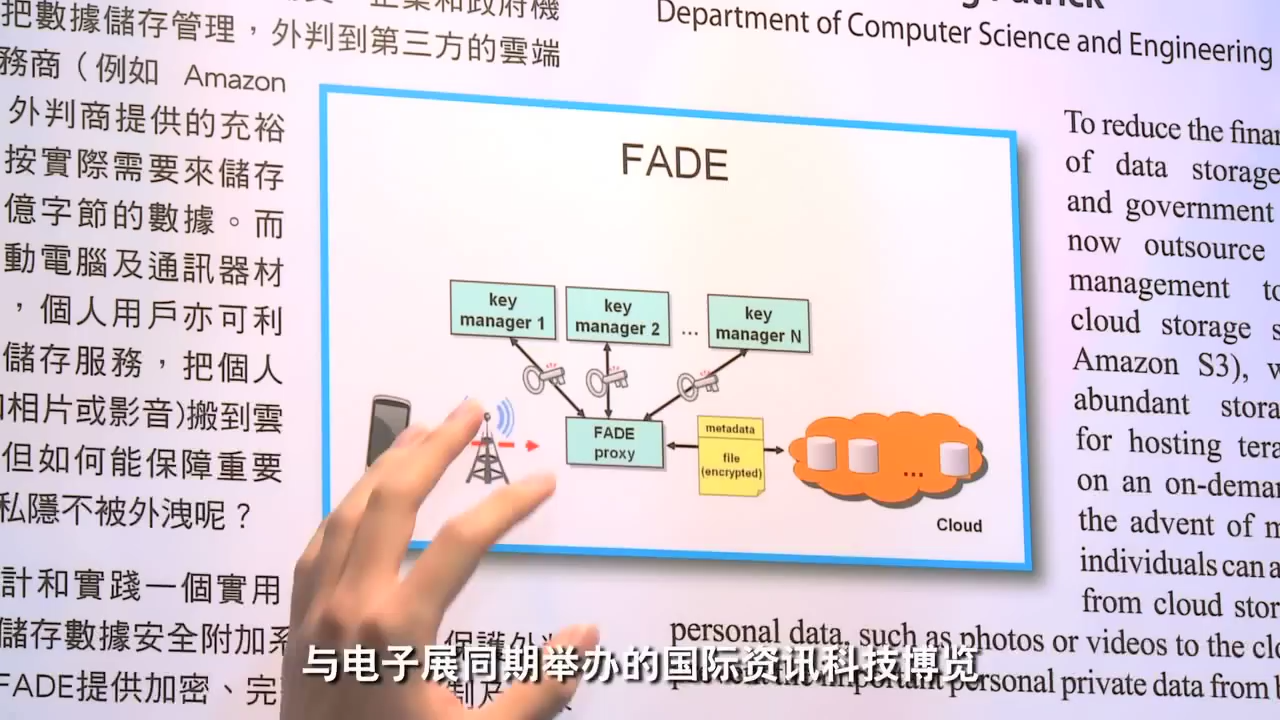 把數據儲存管理，外判到第三方的雲端
務商（例如 Amazon
外判商提供的充裕
按實際需要來儲存
億字節的數據。而
動電腦及通訊器材
，個人用戶亦可利
儲存服務，把個人
相片或影音)搬到雲
但如何能保障重要
私隱不被外洩呢？
計和實踐一個實用
儲存數據安全附加
FADE提供加密、完
Department of Computer Science and Engineering
FADE
key
manager 1
key
manager 2
...
key
manager N
FADE
proxy
metadata
file
(encrypted)
...
Cloud
To reduce the finan
of data storage
and government
now outsource
management to
cloud storage s
Amazon S3), w
abundant stora
for hosting tera
on an on-deman
the advent of m
individuals can a
from cloud stor
personal data, such as photos or videos to the clo
important personal private data from b
与电子展同期举办的国际资讯科技博览